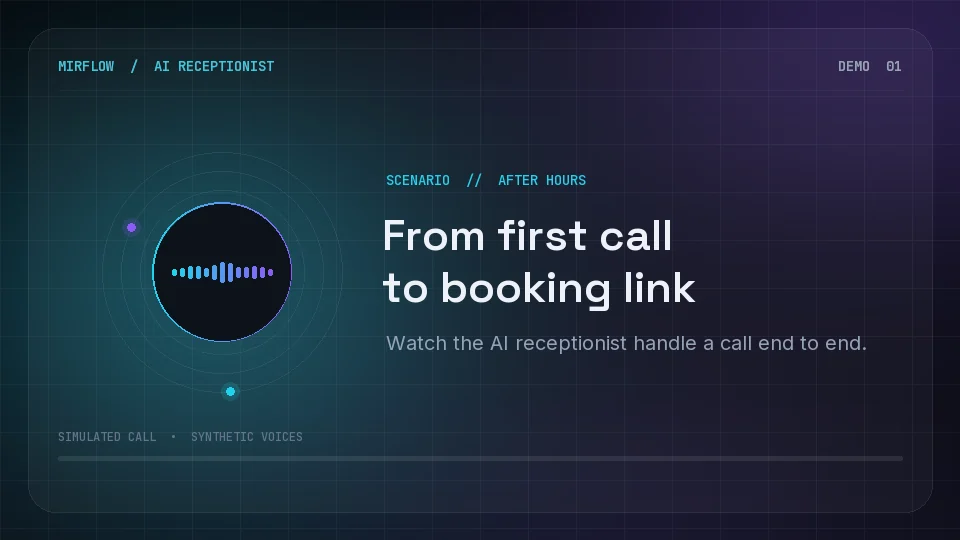 MIRFLOW / AI RECEPTIONIST
DEMO 01
SCENARIO // AFTER HOURS
From first call
to booking link
Watch the AI receptionist handle a call end to end.
SIMULATED CALL • SYNTHETIC VOICES